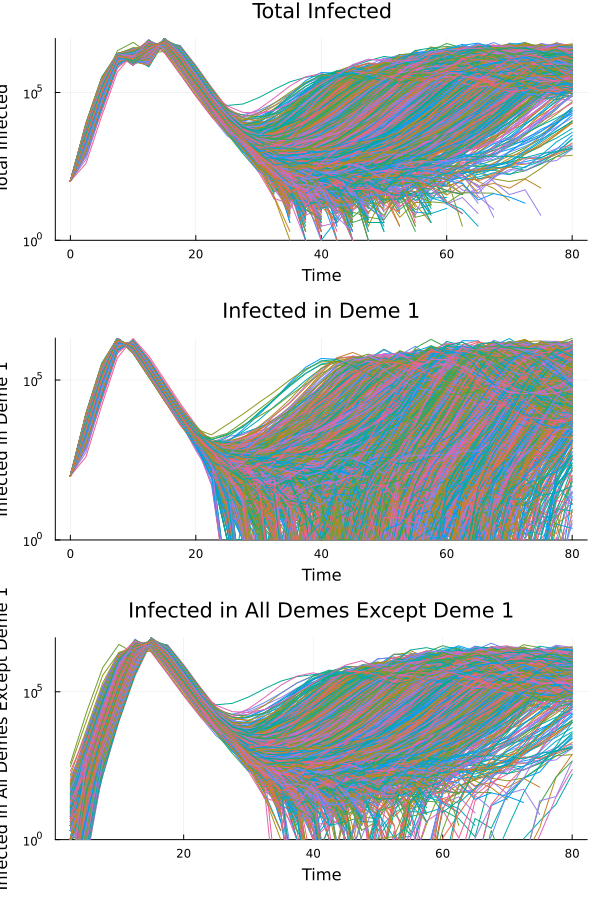 Total Infected
Total Infected
10^5
10^0
0 20 40 60 80
Time
Infected in Deme 1
Infected in Deme 1
10^5
10^0
0 20 40 60 80
Time
Infected in All Demes Except Deme 1
Infected in All Demes Except Deme 1
10^5
10^0
20 40 60 80
Time